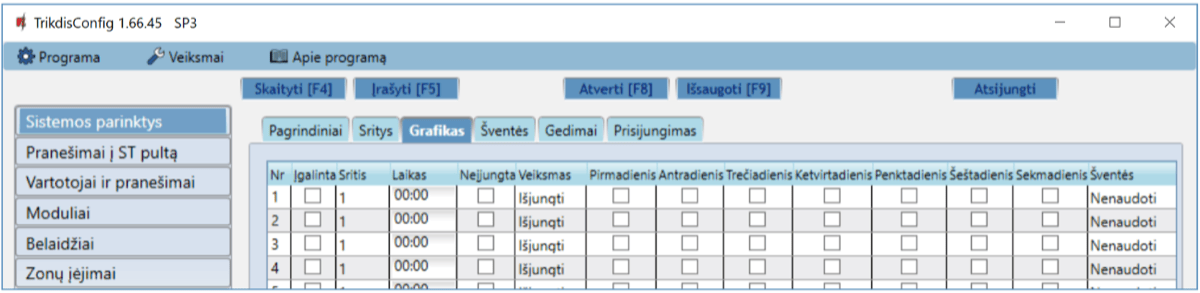 TrikdisConfig 1.66.45 SP3
Programa Veiksmai Apie programą
Skaityti [F4] Įrašyti [F5] Atverti [F8] Išsaugoti [F9] Atsijungti
Sistemos parinktys
Pranešimai į ST pultą
Vartotojai ir pranešimai
Moduliai
Belaidžiai
Zonų įėjimai
Pagrindiniai Sritys Grafikas Šventės Gedimai Prisijungimas
Nr Įgalinta Sritis Laikas Neįjungta Veiksmas Pirmadienis Antradienis Trečiadienis Ketvirtadienis Penktadienis Šeštadienis Sekmadienis Šventės
1 1 00:00 Išjungti Nenaudoti
2 1 00:00 Išjungti Nenaudoti
3 1 00:00 Išjungti Nenaudoti
4 1 00:00 Išjungti Nenaudoti